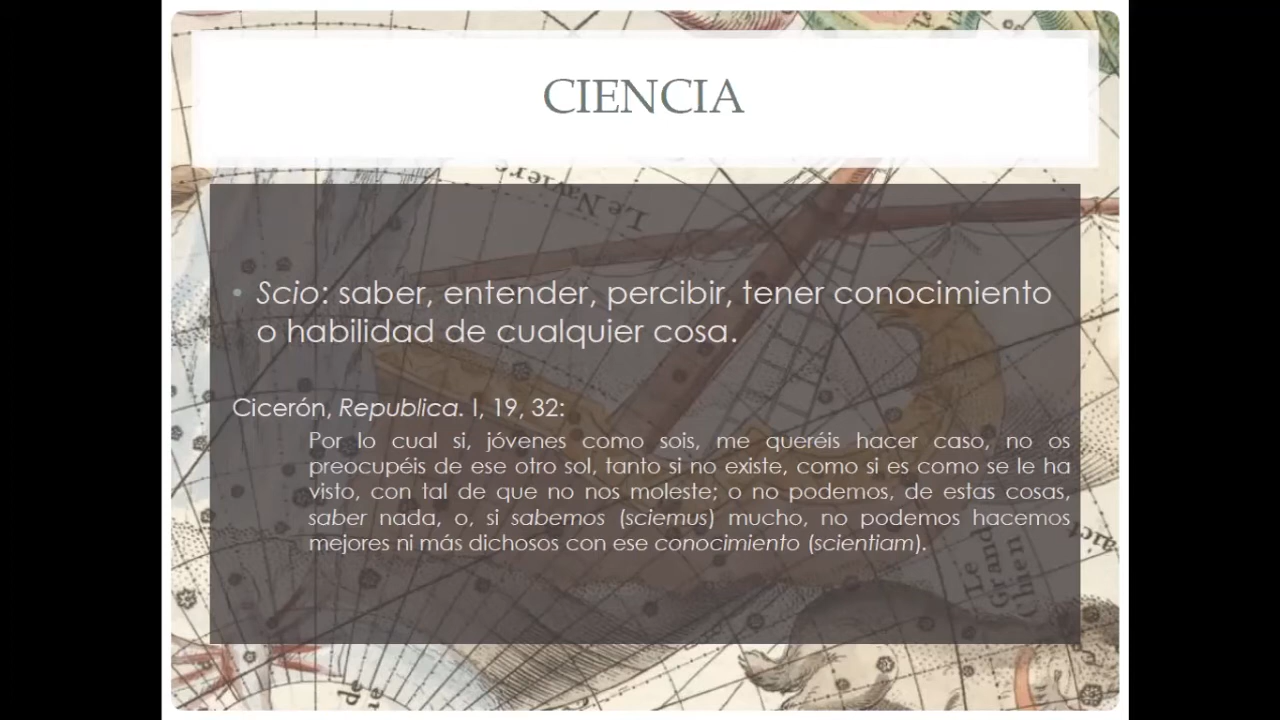 CIENCIA
Le Navire
• Scio: saber, entender, percibir, tener conocimiento
o habilidad de cualquier cosa.
Cicerón, Republica. I, 19, 32:
Por lo cual si, jóvenes como sois, me queréis hacer caso, no os
preocupéis de ese otro sol, tanto si no existe, como si es como se le ha
visto, con tal de que no nos moleste; o no podemos, de estas cosas,
saber nada, o, si sabemos (sciemus) mucho, no podemos hacemos
mejores ni más dichosos con ese conocimiento (scientiam).
Le
Grand
Chien
de